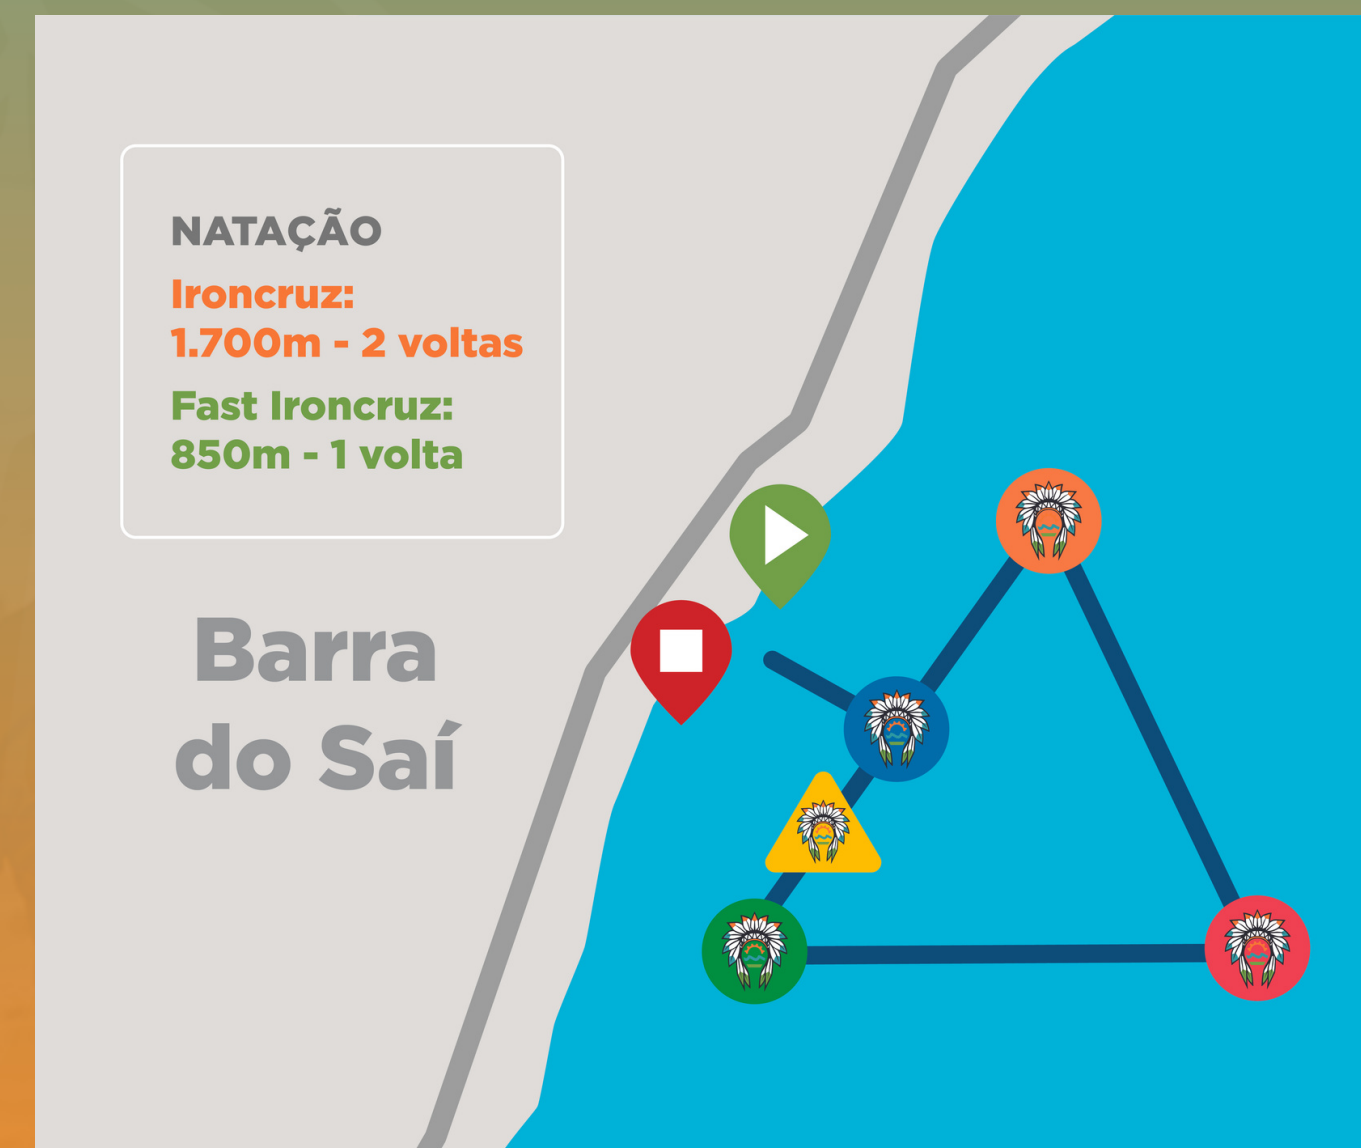 NATAÇÃO
Ironcruz:
1.700m - 2 voltas
Fast Ironcruz:
850m - 1 volta
Barra
do Saí